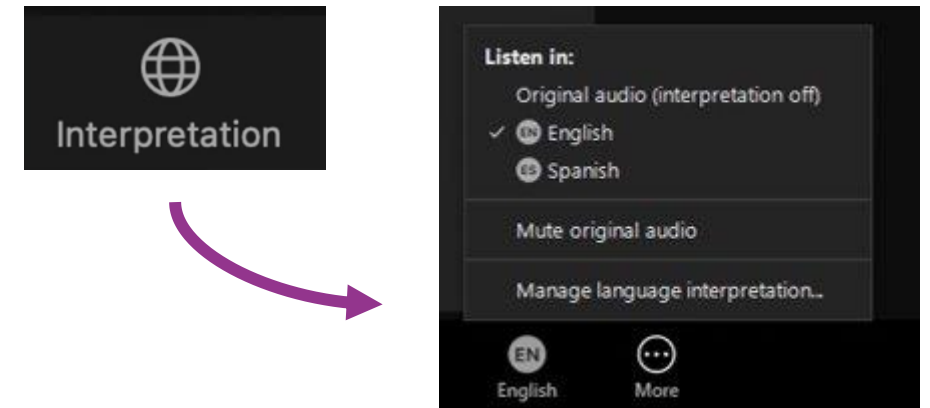 Interpretation
Listen in:
Original audio (interpretation off)
EN English
ES Spanish
Mute original audio
Manage language interpretation...
EN
English
More